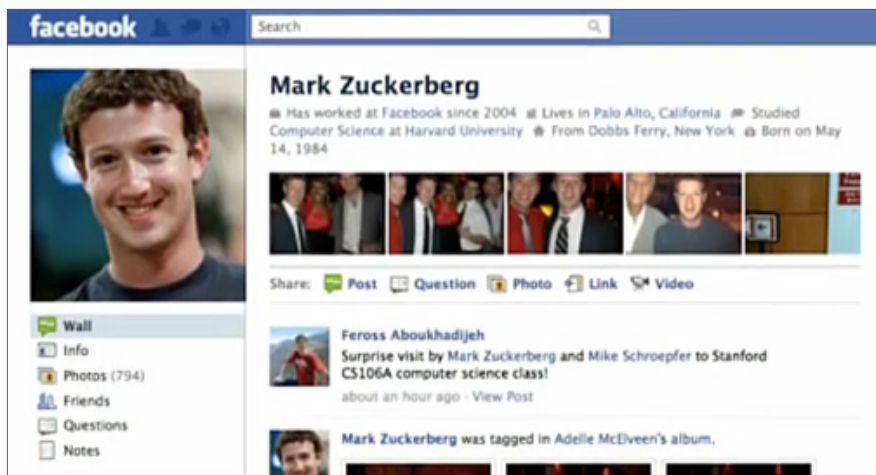 facebook
Search
Mark Zuckerberg
Has worked at Facebook since 2004 Lives in Palo Alto, California Studied
Computer Science at Harvard University From Dobbs Ferry, New York Born on May
14, 1984
Share: Post Question Photo Link Video
Wall
Info
Photos (794)
Friends
Questions
Notes
Feross Aboukhadijeh
Surprise visit by Mark Zuckerberg and Mike Schroepfer to Stanford
CS106A computer science class!
about an hour ago · View Post
Mark Zuckerberg was tagged in Adelle McElveen's album.